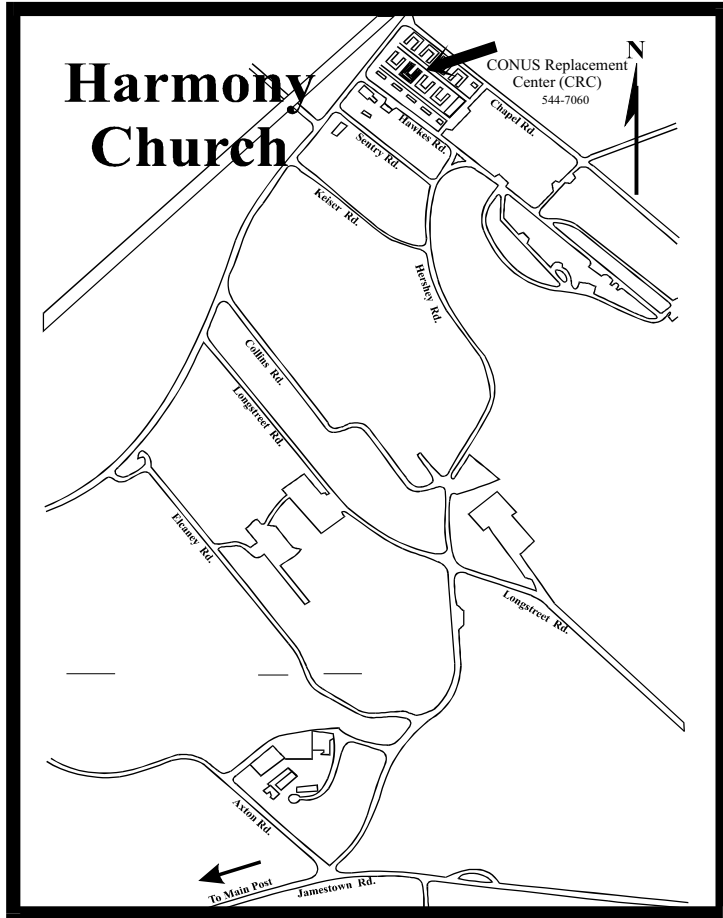 Harmony
Church
N
CONUS Replacement
Center (CRC)
544-7060
Chapel Rd.
Hawkes Rd.
Sentry Rd.
Keiser Rd.
Hershey Rd.
Collins Rd.
Longstreet Rd.
Eleaney Rd.
Longstreet Rd.
Axton Rd.
To Main Post
Jamestown Rd.